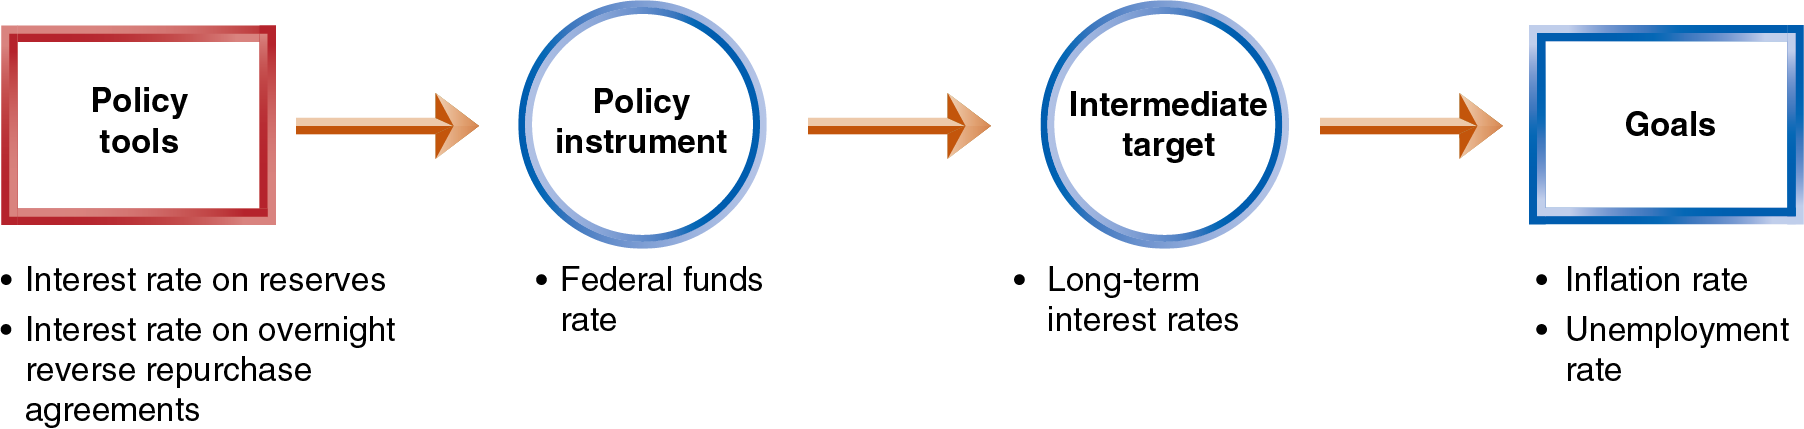 Policy
tools
Policy
instrument
Intermediate
target
Goals
• Interest rate on reserves
• Interest rate on overnight
reverse repurchase
agreements
• Federal funds
rate
• Long-term
interest rates
• Inflation rate
• Unemployment
rate